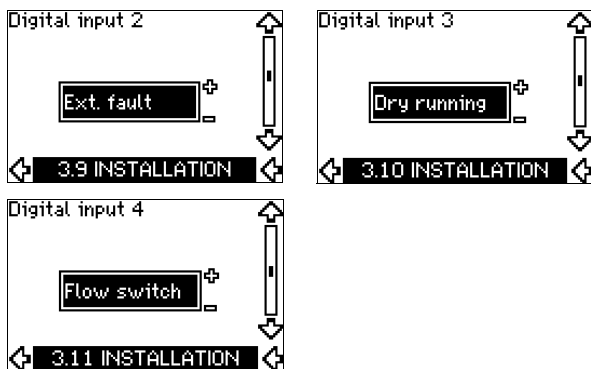 Digital input 2
Ext. fault
3.9 INSTALLATION
Digital input 3
Dry running
3.10 INSTALLATION
Digital input 4
Flow switch
3.11 INSTALLATION